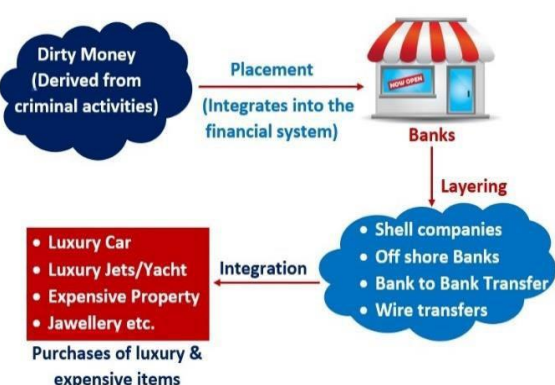 Dirty Money
(Derived from
criminal activities)
Placement
(Integrates into the
financial system)
NOW OPEN
Banks
Layering
• Shell companies
• Off shore Banks
• Bank to Bank Transfer
• Wire transfers
Integration
• Luxury Car
• Luxury Jets/Yacht
• Expensive Property
• Jawellery etc.
Purchases of luxury &
expensive items